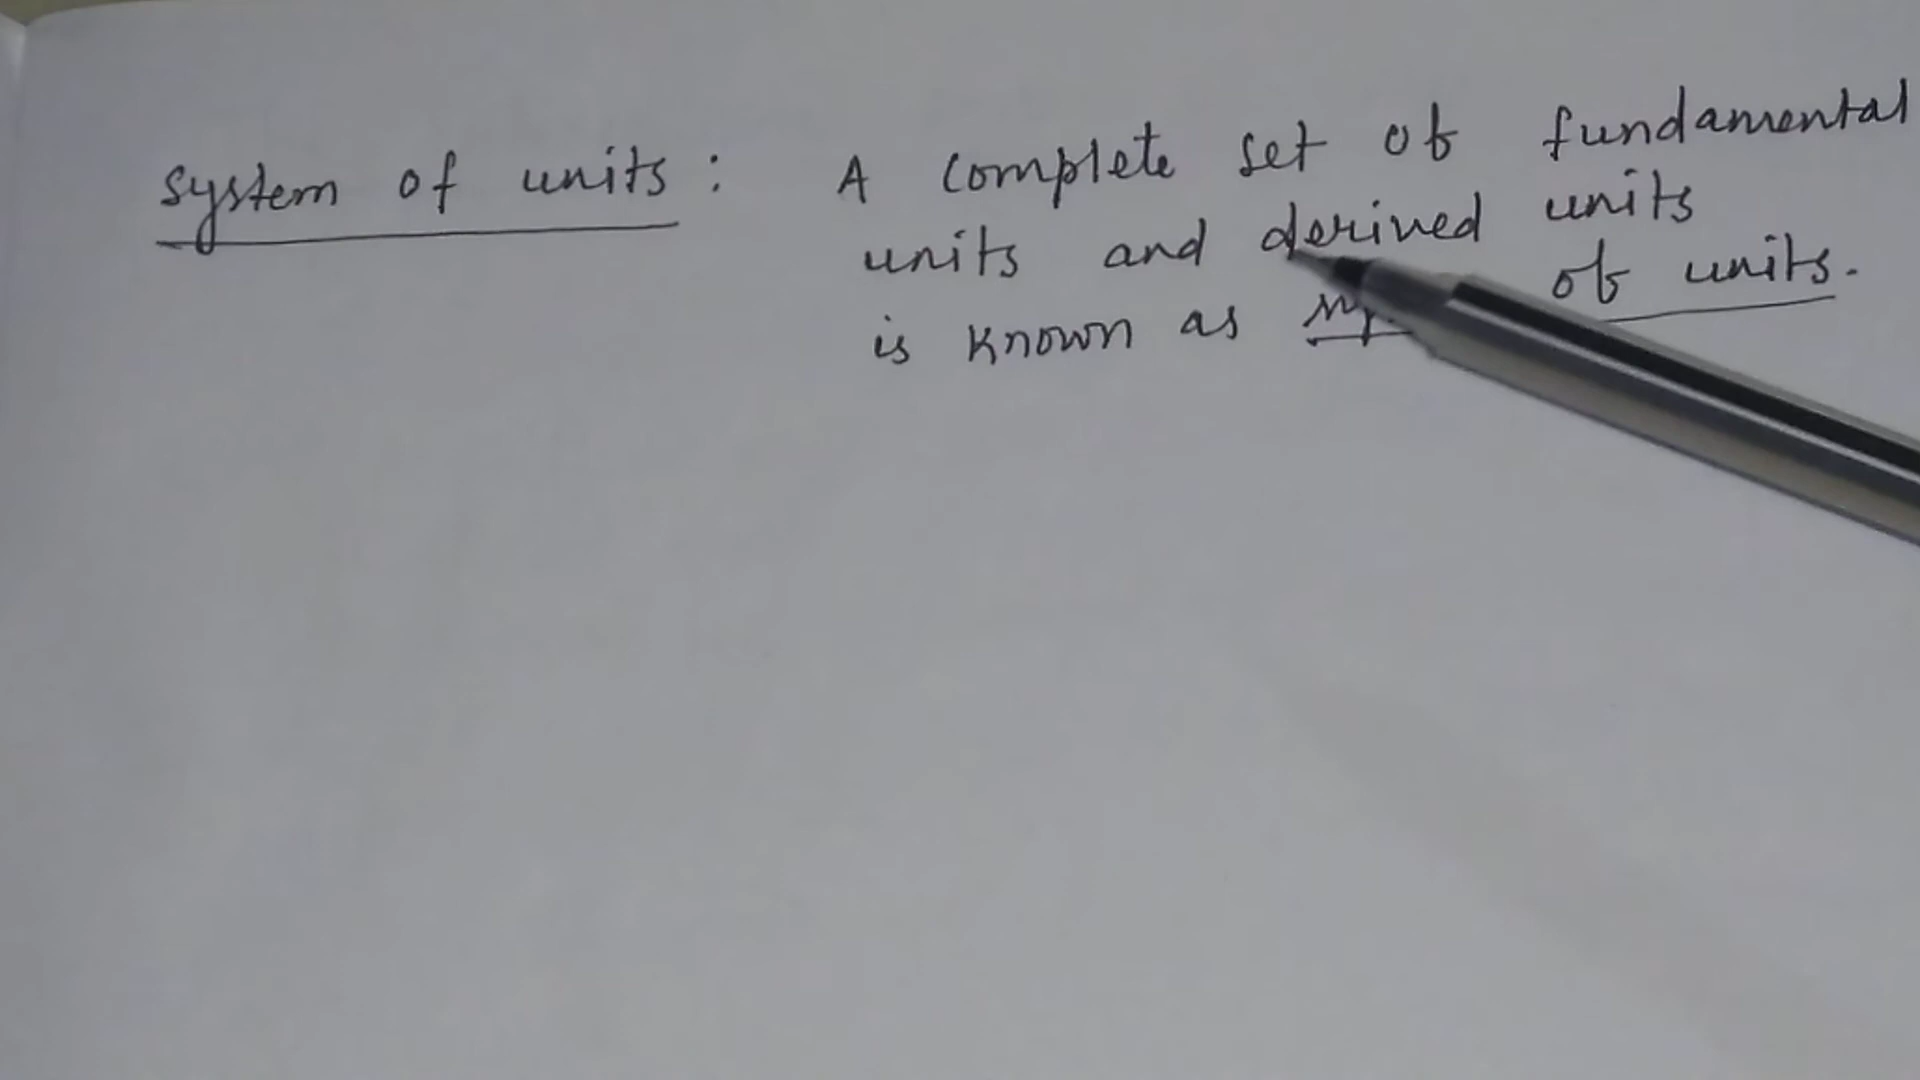 system of units : A complete set of fundamental
units and derived units
is known as of units.